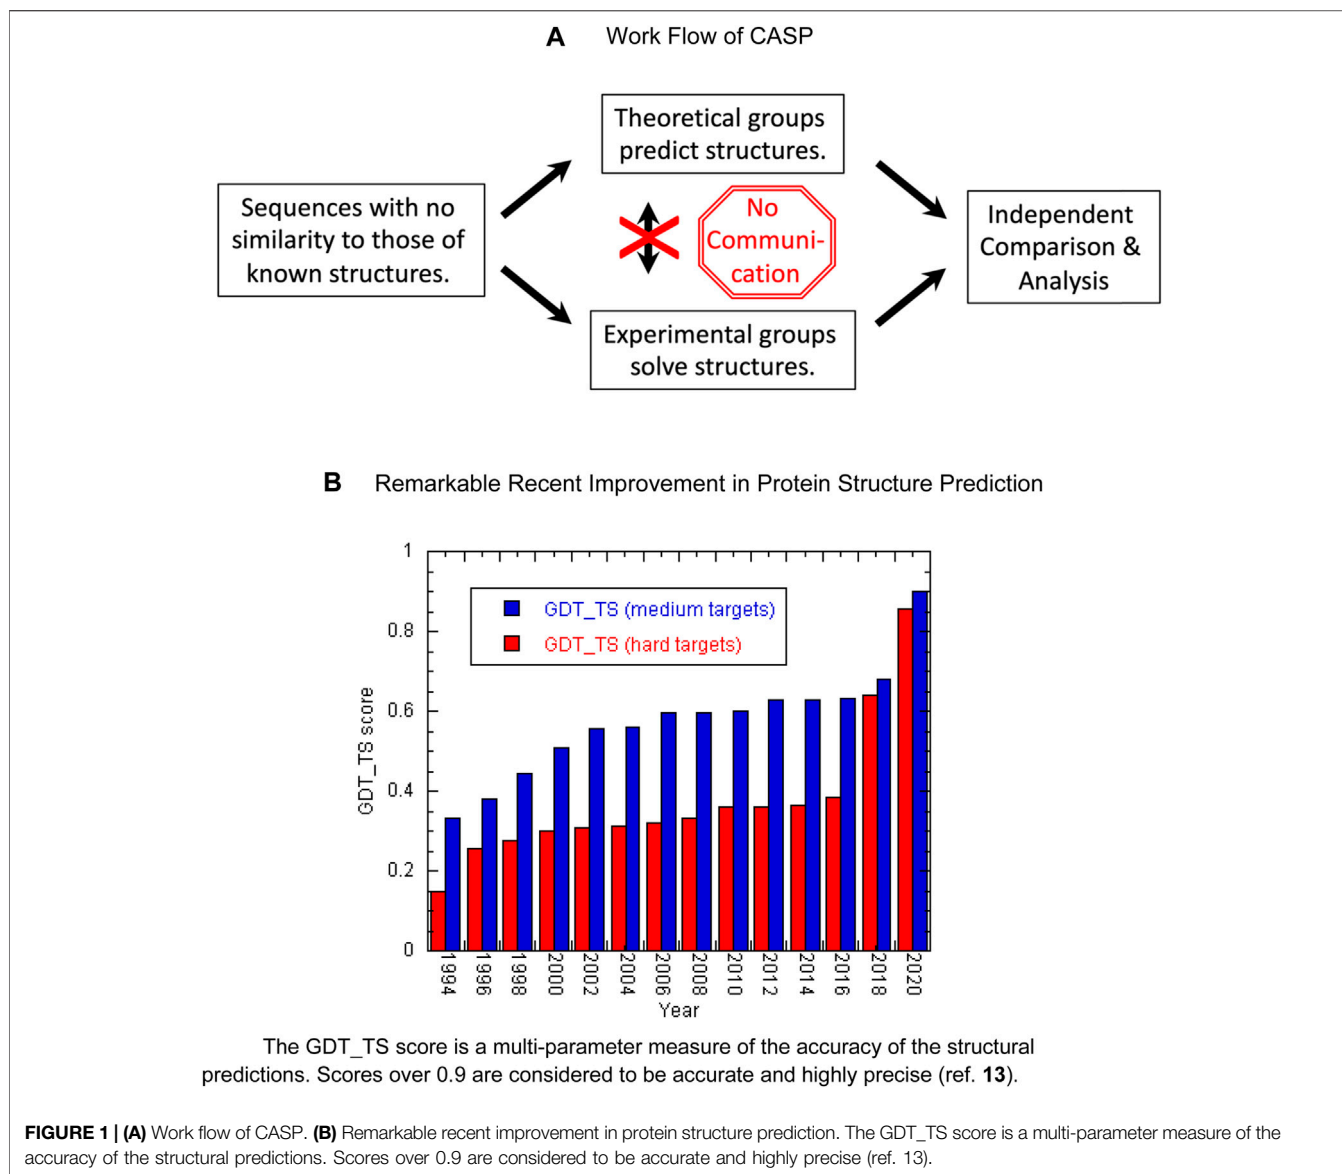 A Work Flow of CASP
Theoretical groups
predict structures.
Sequences with no
similarity to those of
known structures.
No
Communi-
cation
Independent
Comparison &
Analysis
Experimental groups
solve structures.
B Remarkable Recent Improvement in Protein Structure Prediction
1
0.8
0.6
0.4
0.2
0
GDT_TS score
GDT_TS (medium targets)
GDT_TS (hard targets)
1994
1996
1998
2000
2002
2004
2006
2008
2010
2012
2014
2016
2018
2020
Year
The GDT_TS score is a multi-parameter measure of the accuracy of the structural
predictions. Scores over 0.9 are considered to be accurate and highly precise (ref. 13).
FIGURE 1 | (A) Work flow of CASP. (B) Remarkable recent improvement in protein structure prediction. The GDT_TS score is a multi-parameter measure of the
accuracy of the structural predictions. Scores over 0.9 are considered to be accurate and highly precise (ref. 13).